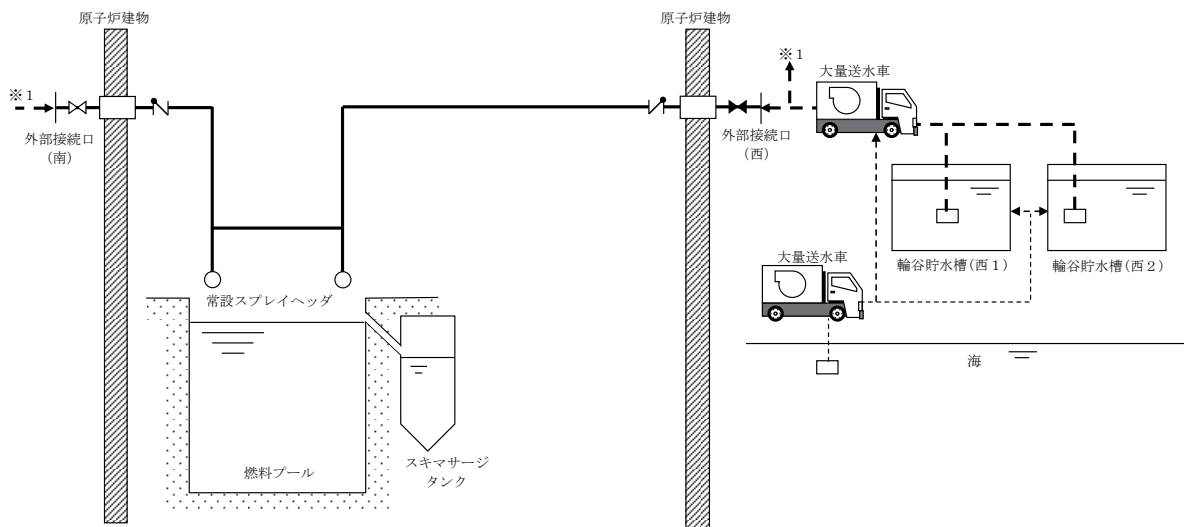 原子炉建物
原子炉建物
※1
※1
大量送水車
外部接続口
(南)
外部接続口
(西)
大量送水車
輪谷貯水槽(西1)
輪谷貯水槽(西2)
常設スプレイヘッダ
海
燃料プール
スキマサージ
タンク